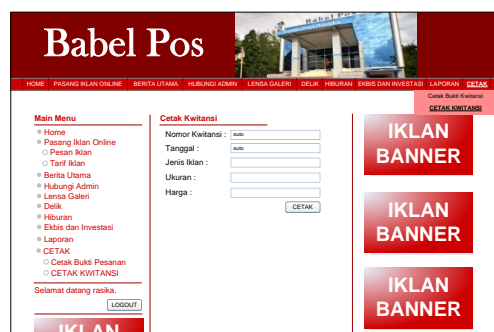 Babel Pos
Babel Pos
HOME PASANG IKLAN ONLINE BERITA UTAMA HUBUNGI ADMIN LENSA GALERI DELIK HIBURAN EKBIS DAN INVESTASI LAPORAN CETAK
Cetak Bukti Kwitansi
CETAK KWITANSI
Main Menu
Home
Pasang Iklan Online
Pesan Iklan
Tarif Iklan
Berita Utama
Hubungi Admin
Lensa Galeri
Delik
Hiburan
Ekbis dan Investasi
Laporan
CETAK
Cetak Bukti Pesanan
CETAK KWITANSI
Selamat datang rasika.
LOGOUT
IKLAN
Cetak Kwitansi
Nomor Kwitansi : auto
Tanggal : auto
Jenis Iklan :
Ukuran :
Harga :
CETAK
IKLAN
BANNER
IKLAN
BANNER
IKLAN
BANNER